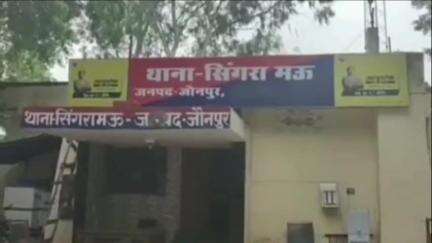 थाना-सिंगरा मऊ
जनपद-जौनपुर,
थाना-सिंगरामऊ-ज पद-जौनपुर